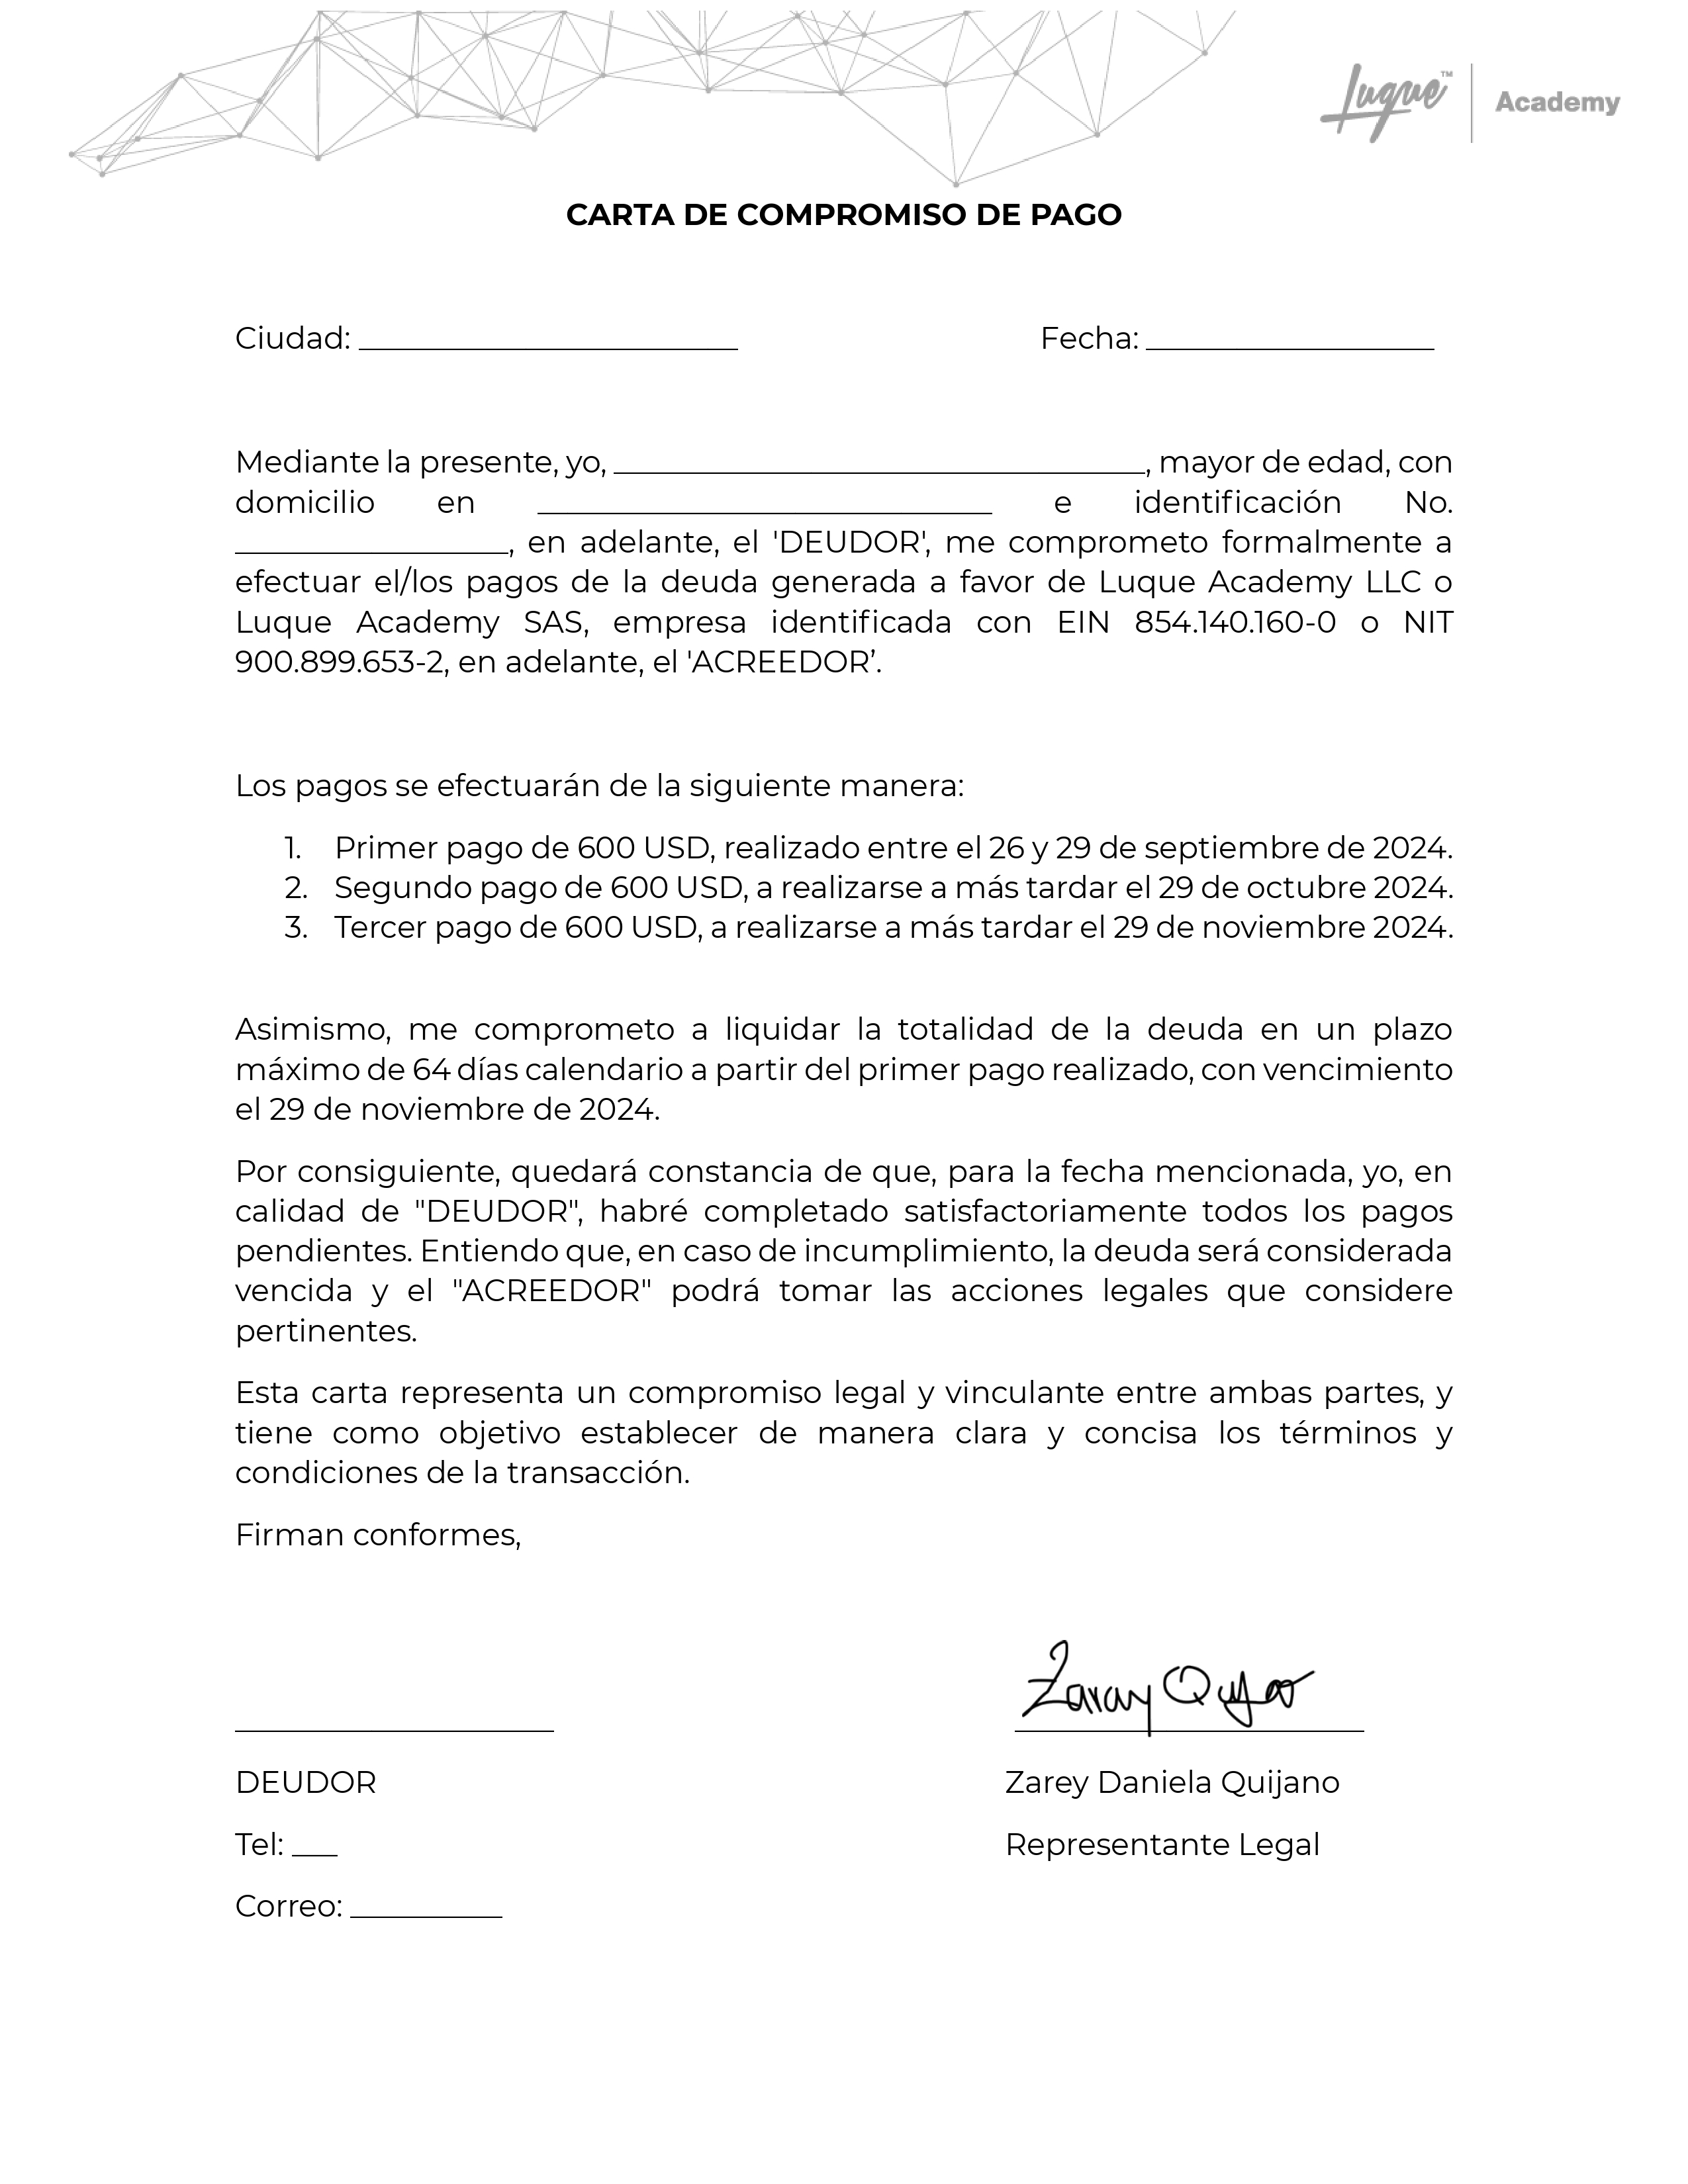 Luque™ | Academy
CARTA DE COMPROMISO DE PAGO
Ciudad: _________________________ Fecha: ___________________
Mediante la presente, yo, ___________________________________, mayor de edad, con
domicilio en ______________________________ e identificación No.
__________________, en adelante, el 'DEUDOR', me comprometo formalmente a
efectuar el/los pagos de la deuda generada a favor de Luque Academy LLC o
Luque Academy SAS, empresa identificada con EIN 854.140.160-0 o NIT
900.899.653-2, en adelante, el 'ACREEDOR’.
Los pagos se efectuarán de la siguiente manera:
1. Primer pago de 600 USD, realizado entre el 26 y 29 de septiembre de 2024.
2. Segundo pago de 600 USD, a realizarse a más tardar el 29 de octubre 2024.
3. Tercer pago de 600 USD, a realizarse a más tardar el 29 de noviembre 2024.
Asimismo, me comprometo a liquidar la totalidad de la deuda en un plazo
máximo de 64 días calendario a partir del primer pago realizado, con vencimiento
el 29 de noviembre de 2024.
Por consiguiente, quedará constancia de que, para la fecha mencionada, yo, en
calidad de "DEUDOR", habré completado satisfactoriamente todos los pagos
pendientes. Entiendo que, en caso de incumplimiento, la deuda será considerada
vencida y el "ACREEDOR" podrá tomar las acciones legales que considere
pertinentes.
Esta carta representa un compromiso legal y vinculante entre ambas partes, y
tiene como objetivo establecer de manera clara y concisa los términos y
condiciones de la transacción.
Firman conformes,
_____________________ _______________________
DEUDOR Zarey Daniela Quijano
Tel: ___ Representante Legal
Correo: __________